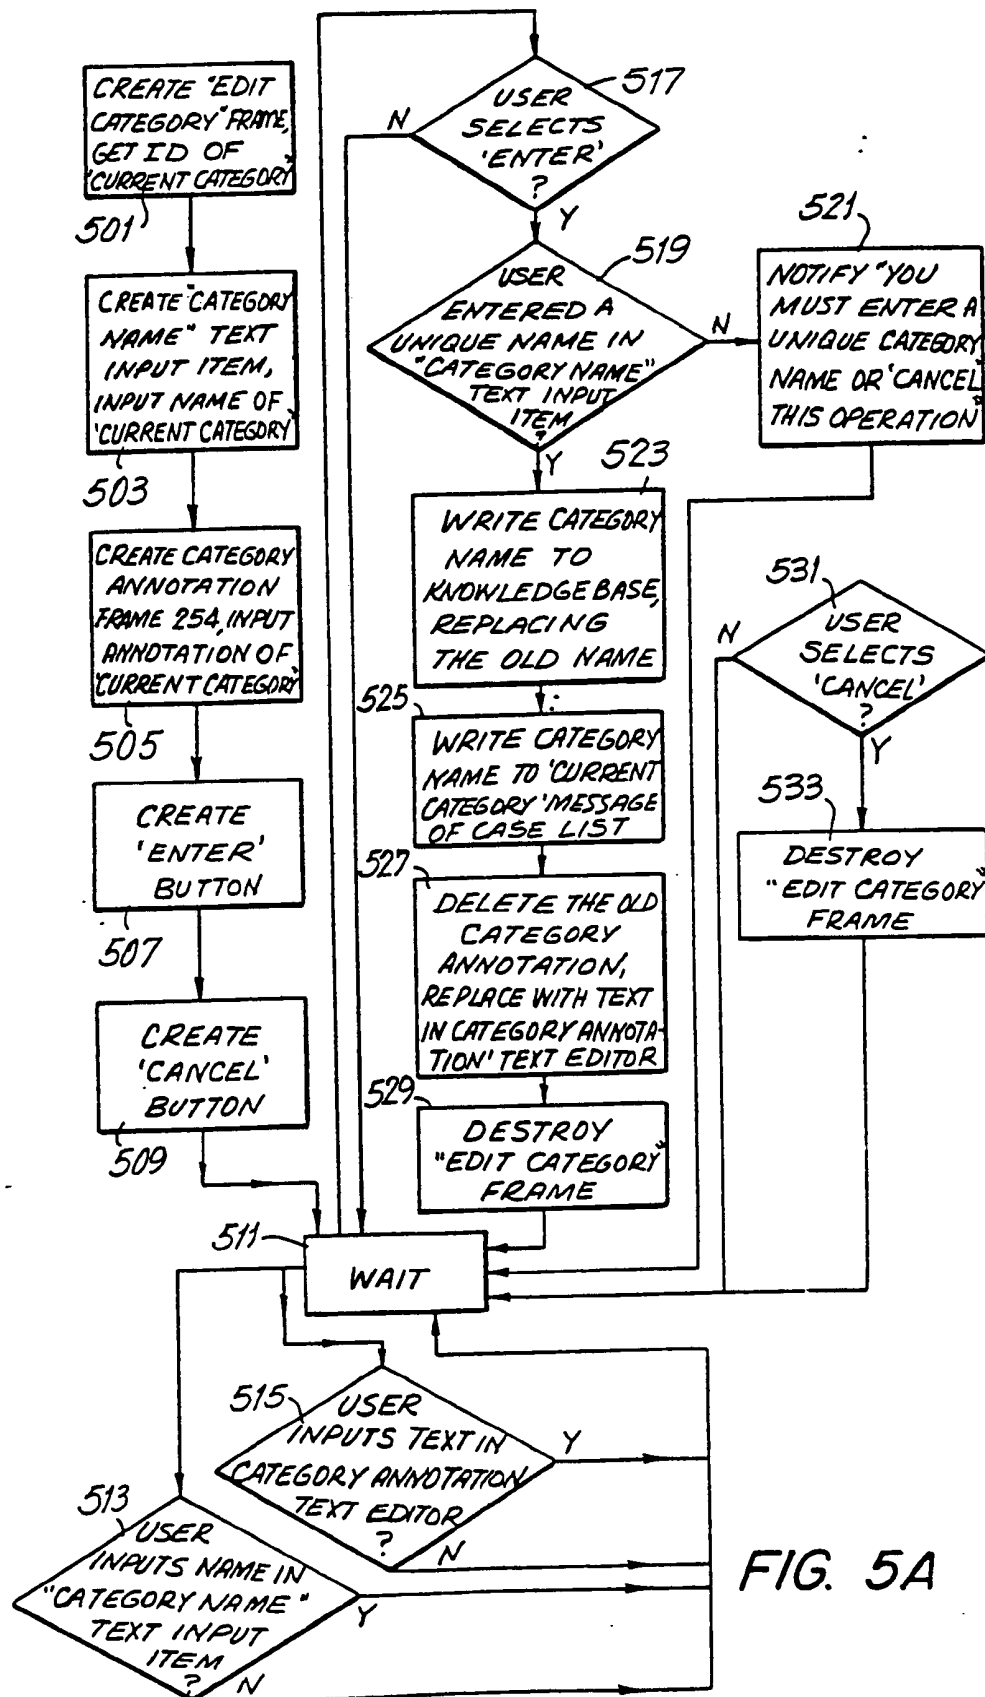 CREATE "EDIT
CATEGORY" FRAME,
GET ID OF
"CURRENT CATEGORY"
501
CREATE "CATEGORY
NAME" TEXT
INPUT ITEM,
INPUT NAME OF
"CURRENT CATEGORY"
503
CREATE CATEGORY
ANNOTATION
FRAME 254, INPUT
ANNOTATION OF
"CURRENT CATEGORY"
505
CREATE
'ENTER'
BUTTON
507
CREATE
'CANCEL'
BUTTON
509
511
WAIT
517
USER
SELECTS
'ENTER'
?
N
Y
519
USER
ENTERED A
UNIQUE NAME IN
"CATEGORY NAME"
TEXT INPUT
ITEM
?
N
Y
521
NOTIFY "YOU
MUST ENTER A
UNIQUE CATEGORY
NAME OR 'CANCEL'
THIS OPERATION"
523
WRITE CATEGORY
NAME TO
KNOWLEDGE BASE,
REPLACING
THE OLD NAME
525
WRITE CATEGORY
NAME TO 'CURRENT
CATEGORY' MESSAGE
OF CASE LIST
527
DELETE THE OLD
CATEGORY
ANNOTATION,
REPLACE WITH TEXT
IN CATEGORY ANNOTA-
TION' TEXT EDITOR
529
DESTROY
"EDIT CATEGORY"
FRAME
531
USER
SELECTS
'CANCEL'
?
N
Y
533
DESTROY
"EDIT CATEGORY"
FRAME
515
USER
INPUTS TEXT IN
CATEGORY ANNOTATION
TEXT EDITOR
?
Y
N
513
USER
INPUTS NAME IN
"CATEGORY NAME"
TEXT INPUT
ITEM
?
Y
N
FIG. 5A